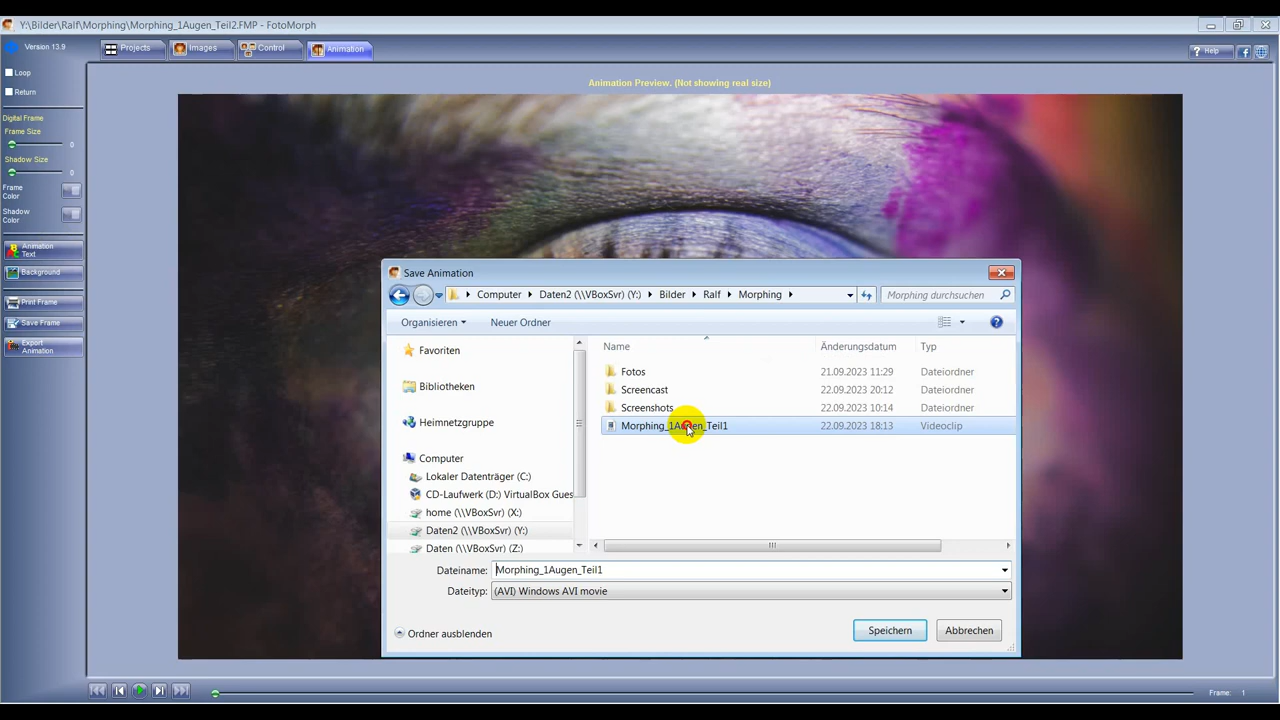 Y:\Bilder\Ralf\Morphing\Morphing_1Augen_Teil2.FMP - FotoMorph
Version 13.9
Projects
Images
Control
Animation
Help
Loop
Return
Animation Preview. (Not showing real size)
Digital Frame
Frame Size
0
Shadow Size
0
Frame
Color
Shadow
Color
Animation
Text
Background
Print Frame
Save Frame
Export
Animation
Save Animation
Computer
Daten2 (\\VBoxSvr) (Y:)
Bilder
Ralf
Morphing
Morphing durchsuchen
Organisieren
Neuer Ordner
Favoriten
Bibliotheken
Heimnetzgruppe
Computer
Lokaler Datenträger (C:)
CD-Laufwerk (D:) VirtualBox Gues
home (\\VBoxSvr) (X:)
Daten2 (\\VBoxSvr) (Y:)
Daten (\\VBoxSvr) (Z:)
Name Änderungsdatum Typ
Fotos 21.09.2023 11:29 Dateiordner
Screencast 22.09.2023 20:12 Dateiordner
Screenshots 22.09.2023 10:14 Dateiordner
Morphing_1Augen_Teil1 22.09.2023 18:13 Videoclip
Dateiname: Morphing_1Augen_Teil1
Dateityp: (AVI) Windows AVI movie
Ordner ausblenden
Speichern
Abbrechen
Frame: 1